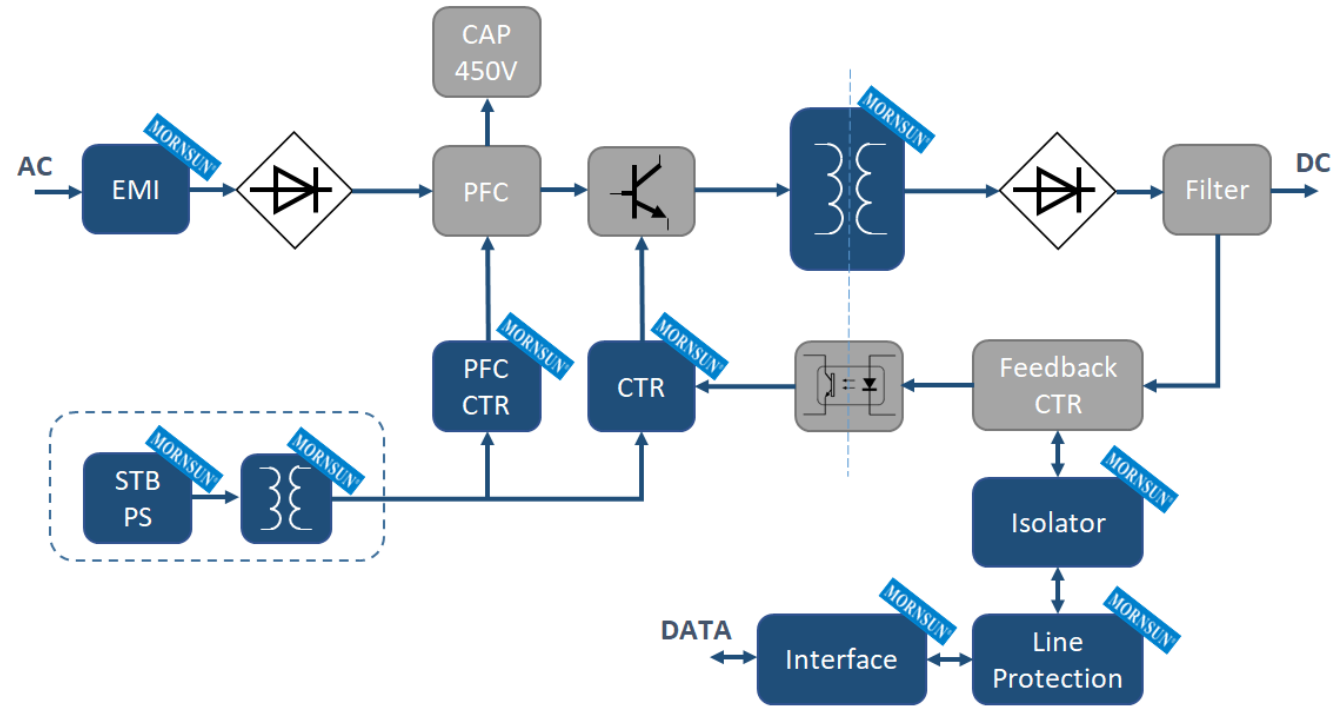 CAP
450V
MORNSUN®
MORNSUN®
AC
EMI
PFC
Filter
DC
MORNSUN®
MORNSUN®
PFC
CTR
CTR
Feedback
CTR
MORNSUN®
MORNSUN®
STB
PS
MORNSUN®
Isolator
MORNSUN®
MORNSUN®
DATA
Interface
Line
Protection